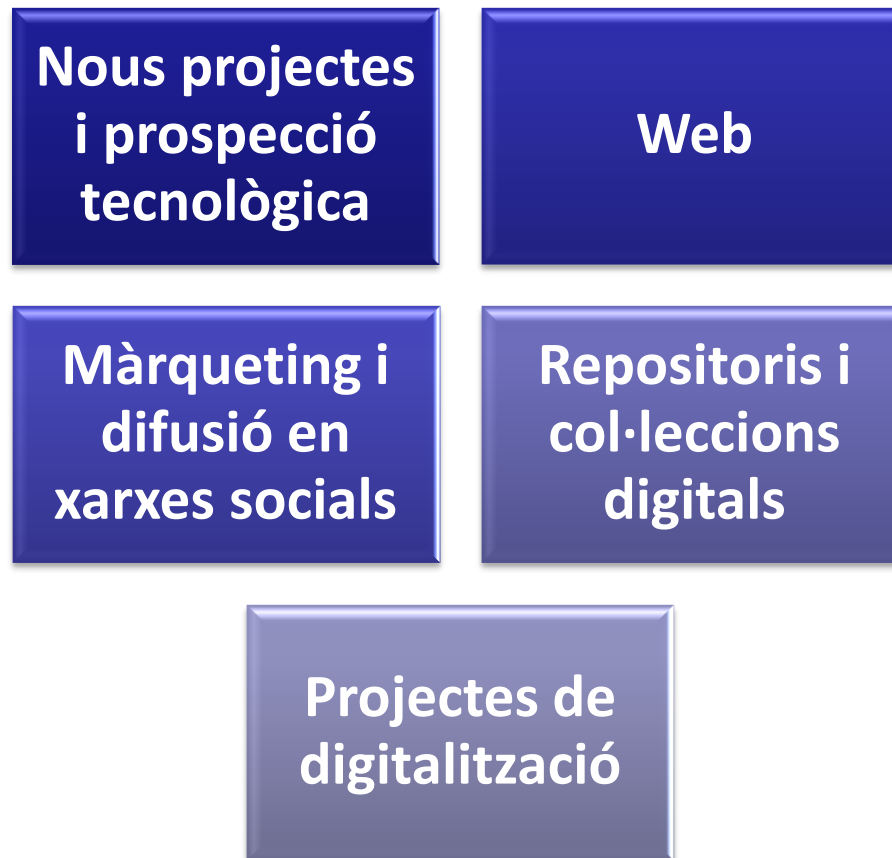 Nous projectes
i prospecció
tecnològica
Web
Màrqueting i
difusió en
xarxes socials
Repositoris i
col·leccions
digitals
Projectes de
digitalització